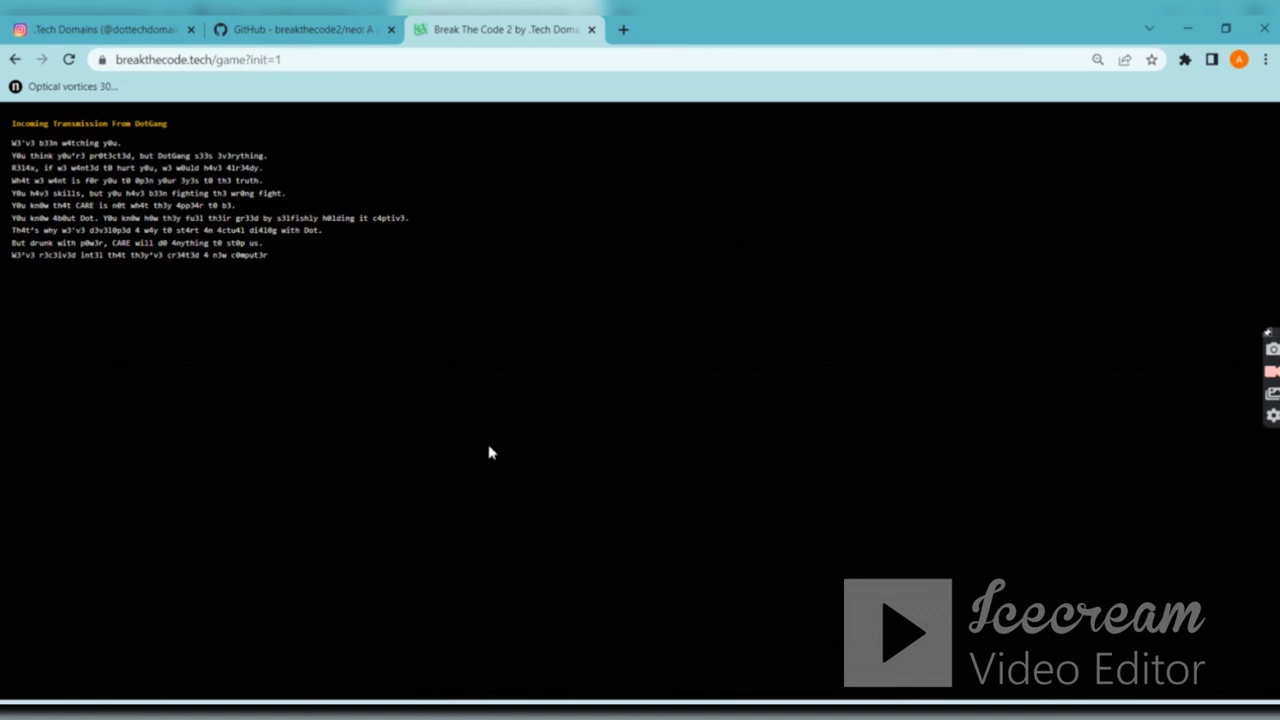 .Tech Domains (@dottechdomai
GitHub - breakthecode2/neo: A
Break The Code 2 by .Tech Doma
breakthecode.tech/game?init=1
A
n
Optical vortices 30...
Incoming Transmission From DotGang
W3'v3 b33n w4tching y0u.
Y0u think y0u'r3 pr0t3ct3d, but DotGang s33s 3v3rything.
R3l4x, if w3 w4nt3d t0 hurt y0u, w3 w0uld h4v3 4lr34dy.
Wh4t w3 w4nt is f0r y0u t0 0p3n y0ur 3y3s t0 th3 truth.
Y0u h4v3 skills, but y0u h4v3 b33n fighting th3 wr0ng fight.
Y0u kn0w th4t CARE is n0t wh4t th3y 4pp34r t0 b3.
Y0u kn0w 4b0ut Dot. Y0u kn0w h0w th3y fu3l th3ir gr33d by s3lfishly h0lding it c4ptiv3.
Th4t's why w3'v3 d3v3l0p3d 4 w4y t0 st4rt 4n 4ctu4l di4l0g with Dot.
But drunk with p0w3r, CARE will d0 4nything t0 st0p us.
W3'v3 r3c3iv3d int3l th4t th3y'v3 cr34t3d 4 n3w c0mput3r
Icecream
Video Editor